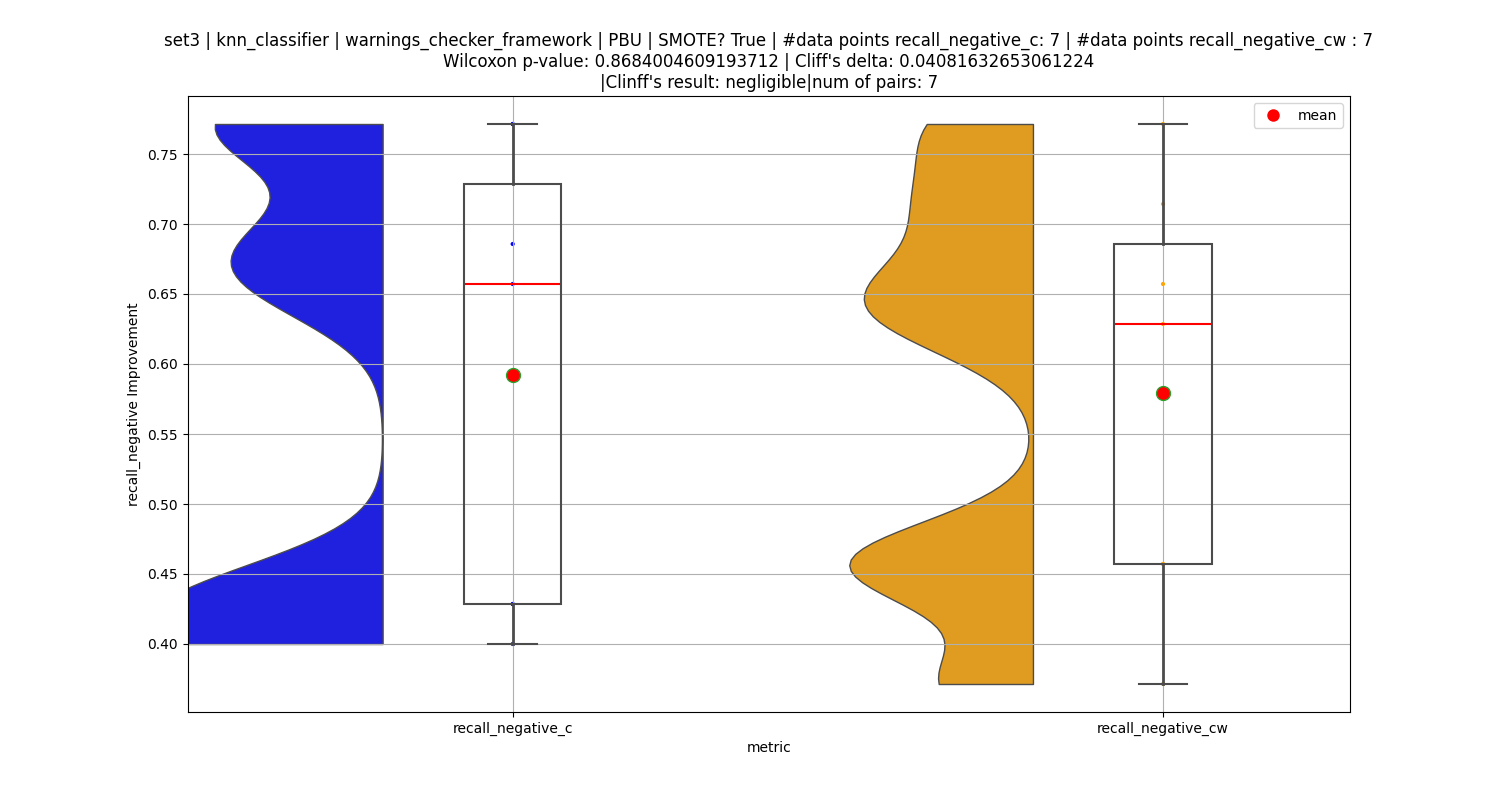 set3 | knn_classifier | warnings_checker_framework | PBU | SMOTE? True | #data points recall_negative_c: 7 | #data points recall_negative_cw : 7
Wilcoxon p-value: 0.8684004609193712 | Cliff's delta: 0.04081632653061224
|Clinff's result: negligible|num of pairs: 7
mean
0.75
0.70
0.65
0.60
0.55
0.50
0.45
0.40
recall_negative Improvement
recall_negative_c
recall_negative_cw
metric